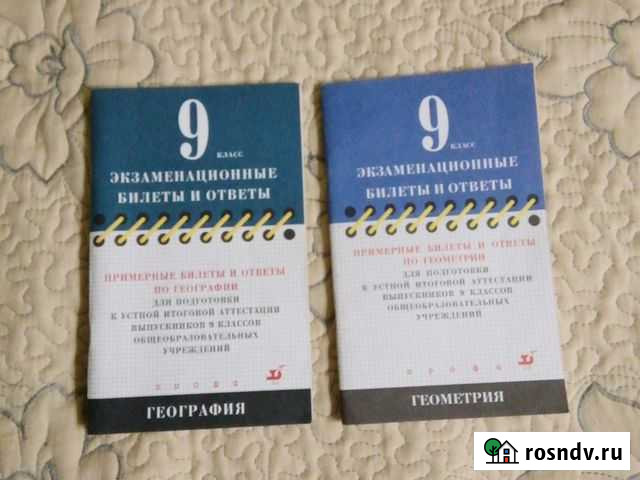 9
КЛАСС
ЭКЗАМЕНАЦИОННЫЕ
БИЛЕТЫ И ОТВЕТЫ
ПРИМЕРНЫЕ БИЛЕТЫ И ОТВЕТЫ
ПО ГЕОГРАФИИ
ДЛЯ ПОДГОТОВКИ
К УСТНОЙ ИТОГОВОЙ АТТЕСТАЦИИ
ВЫПУСКНИКОВ 9 КЛАССОВ
ОБЩЕОБРАЗОВАТЕЛЬНЫХ
УЧРЕЖДЕНИЙ
ДРОФА
ГЕОГРАФИЯ
9
КЛАСС
ЭКЗАМЕНАЦИОННЫЕ
БИЛЕТЫ И ОТВЕТЫ
ПРИМЕРНЫЕ БИЛЕТЫ И ОТВЕТЫ
ПО ГЕОМЕТРИИ
ДЛЯ ПОДГОТОВКИ
К УСТНОЙ ИТОГОВОЙ АТТЕСТАЦИИ
ВЫПУСКНИКОВ 9 КЛАССОВ
ОБЩЕОБРАЗОВАТЕЛЬНЫХ
УЧРЕЖДЕНИЙ
ДРОФА
ГЕОМЕТРИЯ
rosndv.ru